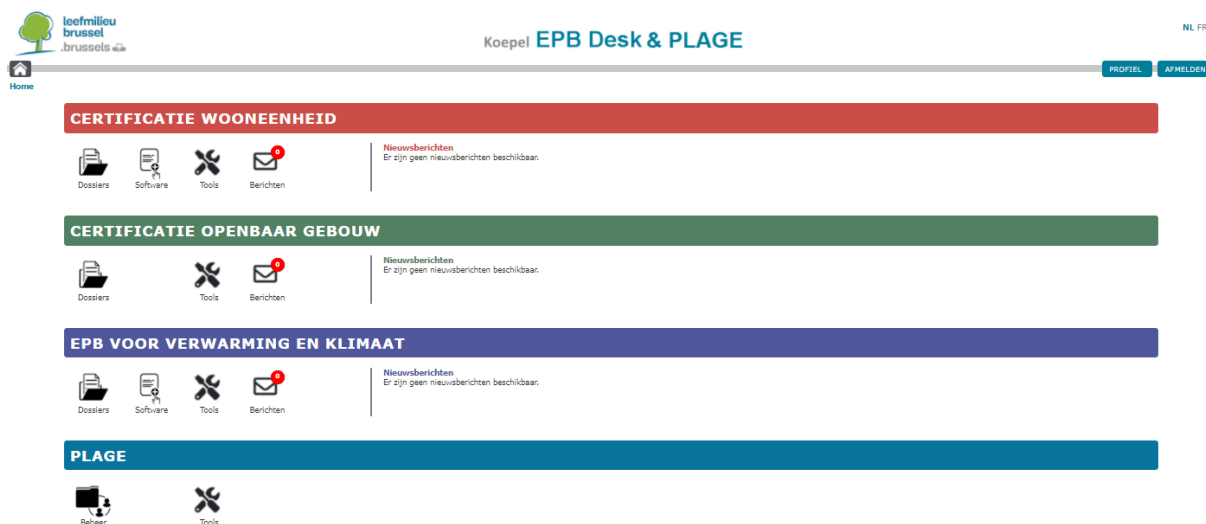 leefmilieu
brussel
.brussels
Koepel EPB Desk & PLAGE
NL FR
Home
PROFIEL AFMELDEN
CERTIFICATIE WOONEENHEID
Dossiers Software Tools 0 Berichten
Nieuwsberichten
Er zijn geen nieuwsberichten beschikbaar.
CERTIFICATIE OPENBAAR GEBOUW
Dossiers Tools 0 Berichten
Nieuwsberichten
Er zijn geen nieuwsberichten beschikbaar.
EPB VOOR VERWARMING EN KLIMAAT
Dossiers Software Tools 0 Berichten
Nieuwsberichten
Er zijn geen nieuwsberichten beschikbaar.
PLAGE
Beheer Tools